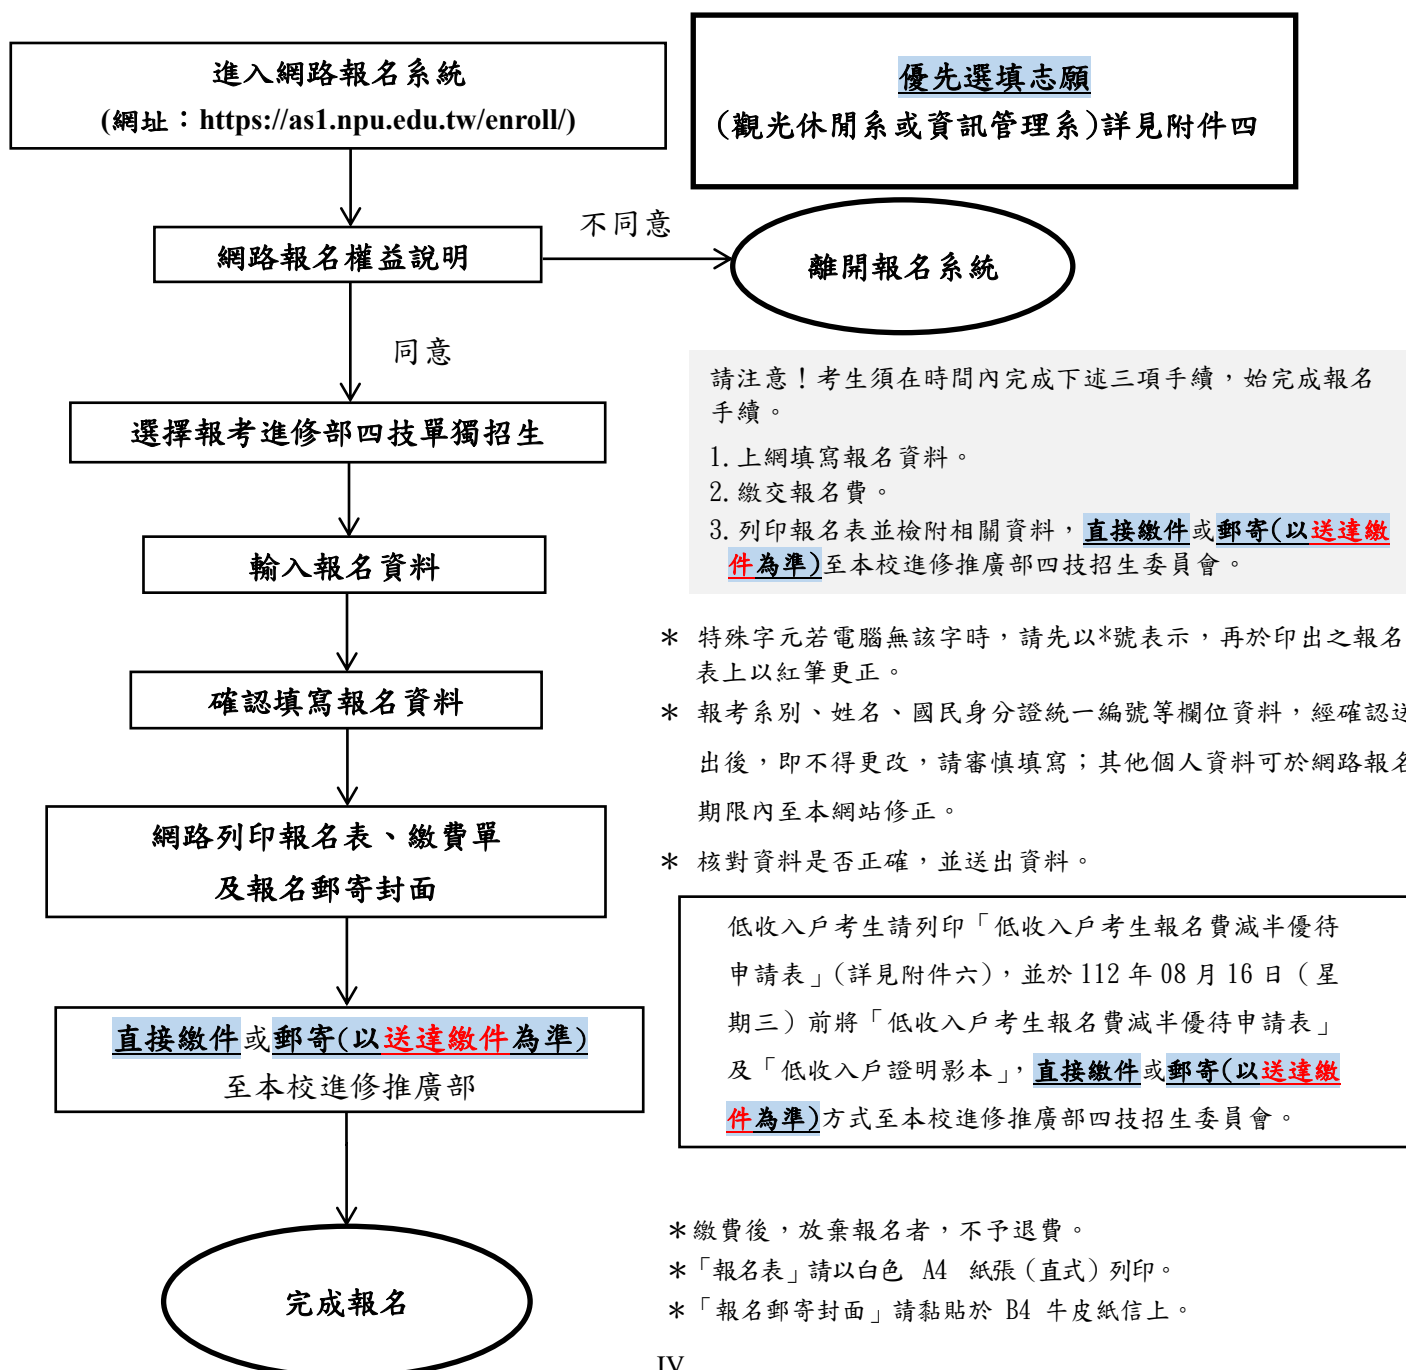 進入網路報名系統
(網址：https://as1.npu.edu.tw/enroll/)
優先選填志願
(觀光休閒系或資訊管理系)詳見附件四
網路報名權益說明
不同意
離開報名系統
同意
選擇報考進修部四技單獨招生
輸入報名資料
確認填寫報名資料
網路列印報名表、繳費單
及報名郵寄封面
直接繳件或郵寄(以送達繳件為準)
至本校進修推廣部
完成報名
請注意！考生須在時間內完成下述三項手續，始完成報名
手續。
1.上網填寫報名資料。
2.繳交報名費。
3.列印報名表並檢附相關資料，直接繳件或郵寄(以送達繳
件為準)至本校進修推廣部四技招生委員會。
＊ 特殊字元若電腦無該字時，請先以*號表示，再於印出之報名
表上以紅筆更正。
＊ 報考系別、姓名、國民身分證統一編號等欄位資料，經確認送
出後，即不得更改，請審慎填寫；其他個人資料可於網路報名
期限內至本網站修正。
＊ 核對資料是否正確，並送出資料。
低收入戶考生請列印「低收入戶考生報名費減半優待
申請表」(詳見附件六)，並於 112 年 08 月 16 日（星
期三）前將「低收入戶考生報名費減半優待申請表」
及「低收入戶證明影本」，直接繳件或郵寄(以送達繳
件為準)方式至本校進修推廣部四技招生委員會。
＊繳費後，放棄報名者，不予退費。
＊「報名表」請以白色 A4 紙張（直式）列印。
＊「報名郵寄封面」請黏貼於 B4 牛皮紙信上。
IV